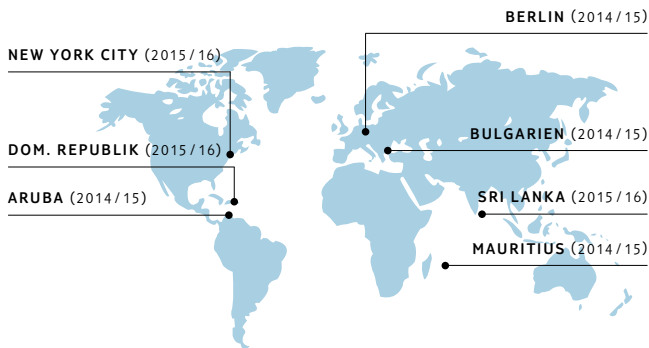 BERLIN (2014/15)
NEW YORK CITY (2015/16)
BULGARIEN (2014/15)
DOM. REPUBLIK (2015/16)
ARUBA (2014/15)
SRI LANKA (2015/16)
MAURITIUS (2014/15)